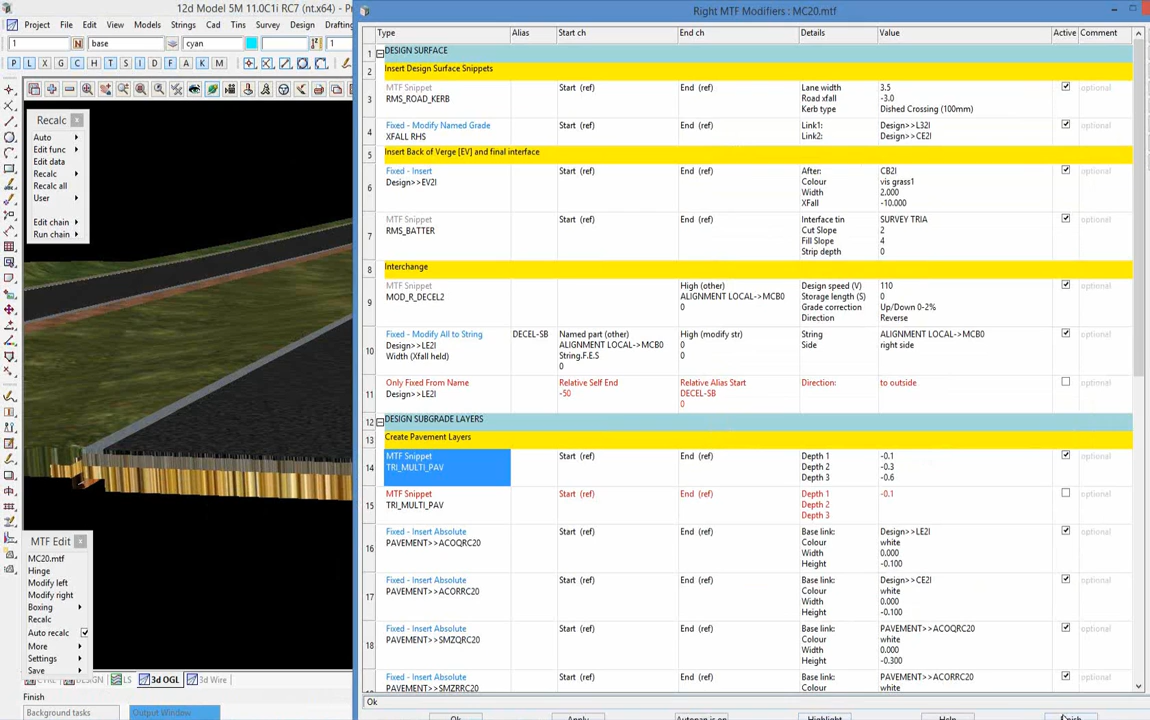 12d Model 5M 11.0C1i RC7 (nt.x64) - P
Project File Edit View Models Strings Cad Tins Survey Design Drafting
1 N base cyan 1
P L X G C H T S I D F A K M
Recalc
Auto
Edit func
Edit data
Recalc
Recalc all
User
Edit chain
Run chain
MTF Edit
MC20.mtf
Hinge
Modify left
Modify right
Boxing
Recalc
Auto recalc
More
Settings
Save
DESIGN LS 3d OGL 3d Wire
Finish
Background tasks Output Window
Right MTF Modifiers : MC20.mtf
Type Alias Start ch End ch Details Value Active Comment
1 DESIGN SURFACE
2 Insert Design Surface Snippets
MTF Snippet Start (ref) End (ref) Lane width 3.5 optional
3 RMS_ROAD_KERB Road xfall -3.0
Kerb type Dished Crossing (100mm)
Fixed - Modify Named Grade Start (ref) End (ref) Link1: Design>>L32I optional
4 XFALL RHS Link2: Design>>CE2I
5 Insert Back of Verge [EV] and final interface
Fixed - Insert Start (ref) End (ref) After: CB2I optional
6 Design>>EV2I Colour vis grass1
Width 2.000
XFall -10.000
MTF Snippet Start (ref) End (ref) Interface tin SURVEY TRIA optional
7 RMS_BATTER Cut Slope 2
Fill Slope 4
Strip depth 0
8 Interchange
MTF Snippet High (other) Design speed (V) 110 optional
9 MOD_R_DECEL2 ALIGNMENT LOCAL->MCB0 Storage length (S) 0
0 Grade correction Up/Down 0-2%
Direction Reverse
Fixed - Modify All to String DECEL-SB Named part (other) High (modify str) String ALIGNMENT LOCAL->MCB0 optional
10 Design>>LE2I ALIGNMENT LOCAL->MCB0 0 Side right side
Width (Xfall held) String.F.E.S 0
0
Only Fixed From Name Relative Self End Relative Alias Start Direction: to outside optional
11 Design>>LE2I -50 DECEL-SB
0
12 DESIGN SUBGRADE LAYERS
13 Create Pavement Layers
MTF Snippet Start (ref) End (ref) Depth 1 -0.1 optional
14 TRI_MULTI_PAV Depth 2 -0.3
Depth 3 -0.6
MTF Snippet Start (ref) End (ref) Depth 1 -0.1 optional
15 TRI_MULTI_PAV Depth 2
Depth 3
Fixed - Insert Absolute Start (ref) End (ref) Base link: Design>>LE2I optional
16 PAVEMENT>>ACOQRC20 Colour white
Width 0.000
Height -0.100
Fixed - Insert Absolute Start (ref) End (ref) Base link: Design>>CE2I optional
17 PAVEMENT>>ACORRC20 Colour white
Width 0.000
Height -0.100
Fixed - Insert Absolute Start (ref) End (ref) Base link: PAVEMENT>>ACOQRC20 optional
18 PAVEMENT>>SMZQRC20 Colour white
Width 0.000
Height -0.300
Fixed - Insert Absolute Start (ref) End (ref) Base link: PAVEMENT>>ACORRC20 optional
PAVEMENT>>SMZRRC20 Colour white
Ok
Ok Apply Autopan is on Highlight Help Finish